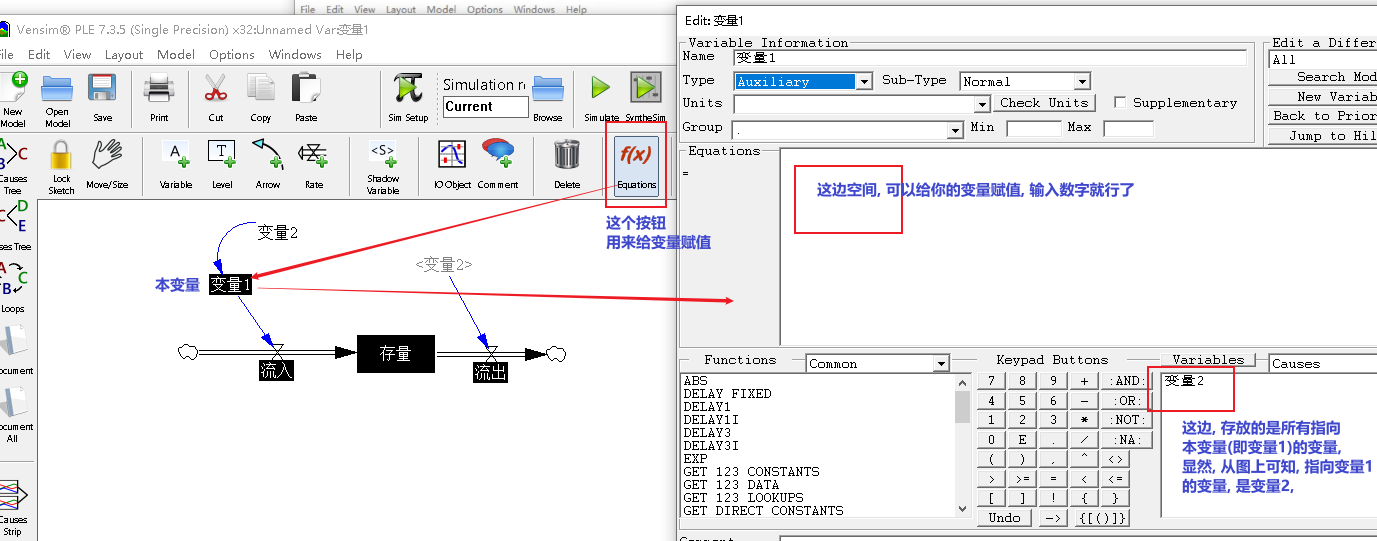 File Edit View Layout Model Options Windows Help
Vensim® PLE 7.3.5 (Single Precision) x32:Unnamed Var:变量1
File Edit View Layout Model Options Windows Help
New Model
Open Model
Save
Print
Cut
Copy
Paste
Sim Setup
Simulation r
Current
Browse
Simulate
SyntheSim
Causes Tree
Lock Sketch
Move/Size
Variable
Level
Arrow
Rate
Shadow Variable
IO Object
Comment
Delete
f(x)
Equations
ses Tree
Loops
ocument
ocument All
Causes Strip
这个按钮
用来给变量赋值
变量2
<变量2>
本变量
变量1
存量
流入
流出
Edit: 变量1
Variable Information
Name 变量1
Type Auxiliary Sub-Type Normal
Units Check Units Supplementary
Group . Min Max
Edit a Differ
All
Search Mod
New Variab
Back to Prior
Jump to Hil
Equations
=
这边空间, 可以给你的变量赋值, 输入数字就行了
Functions Common
ABS
DELAY FIXED
DELAY1
DELAY1I
DELAY3
DELAY3I
EXP
GET 123 CONSTANTS
GET 123 DATA
GET 123 LOOKUPS
GET DIRECT CONSTANTS
Keypad Buttons
7 8 9 + :AND:
4 5 6 - :OR:
1 2 3 * :NOT:
0 E . / :NA:
( ) , ^ <>
> >= = < <=
[ ] ! { }
Undo -> {[()]}
Variables Causes
变量2
这边, 存放的是所有指向
本变量(即变量1)的变量,
显然, 从图上可知, 指向变量1
的变量, 是变量2,